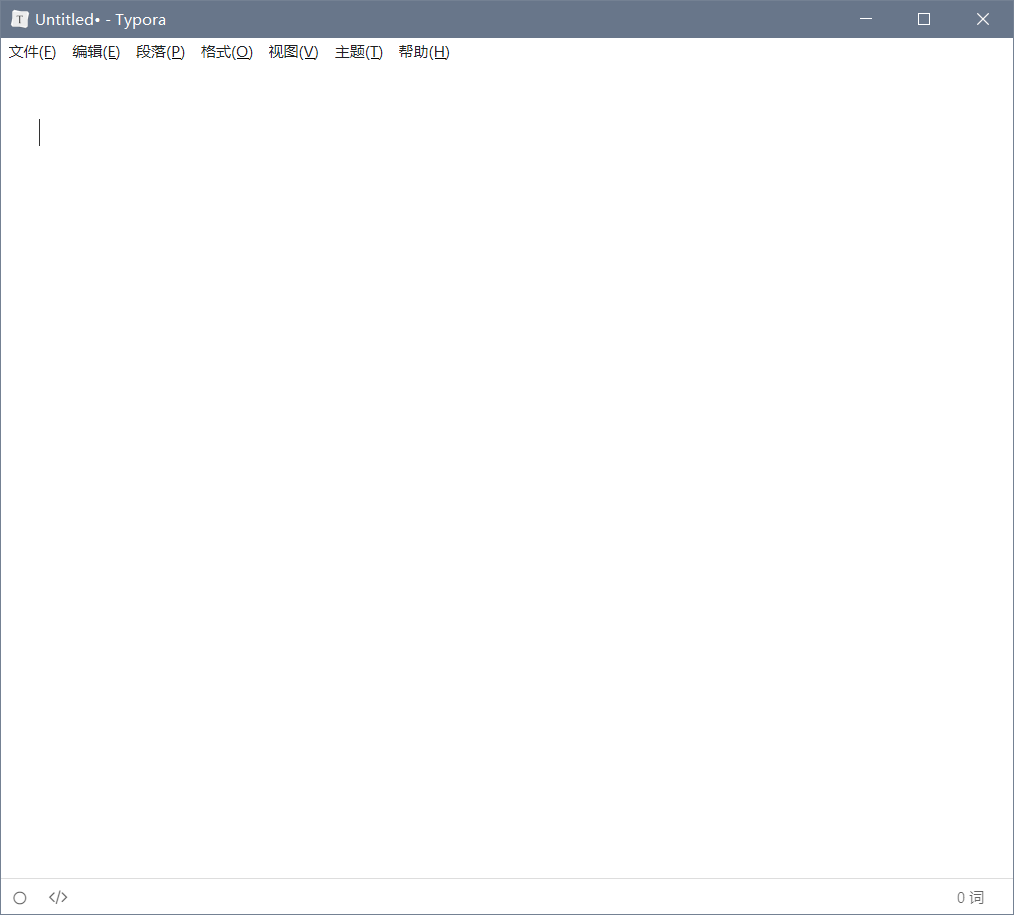 T Untitled• - Typora
文件(F) 编辑(E) 段落(P) 格式(O) 视图(V) 主题(T) 帮助(H)
</> 0 词